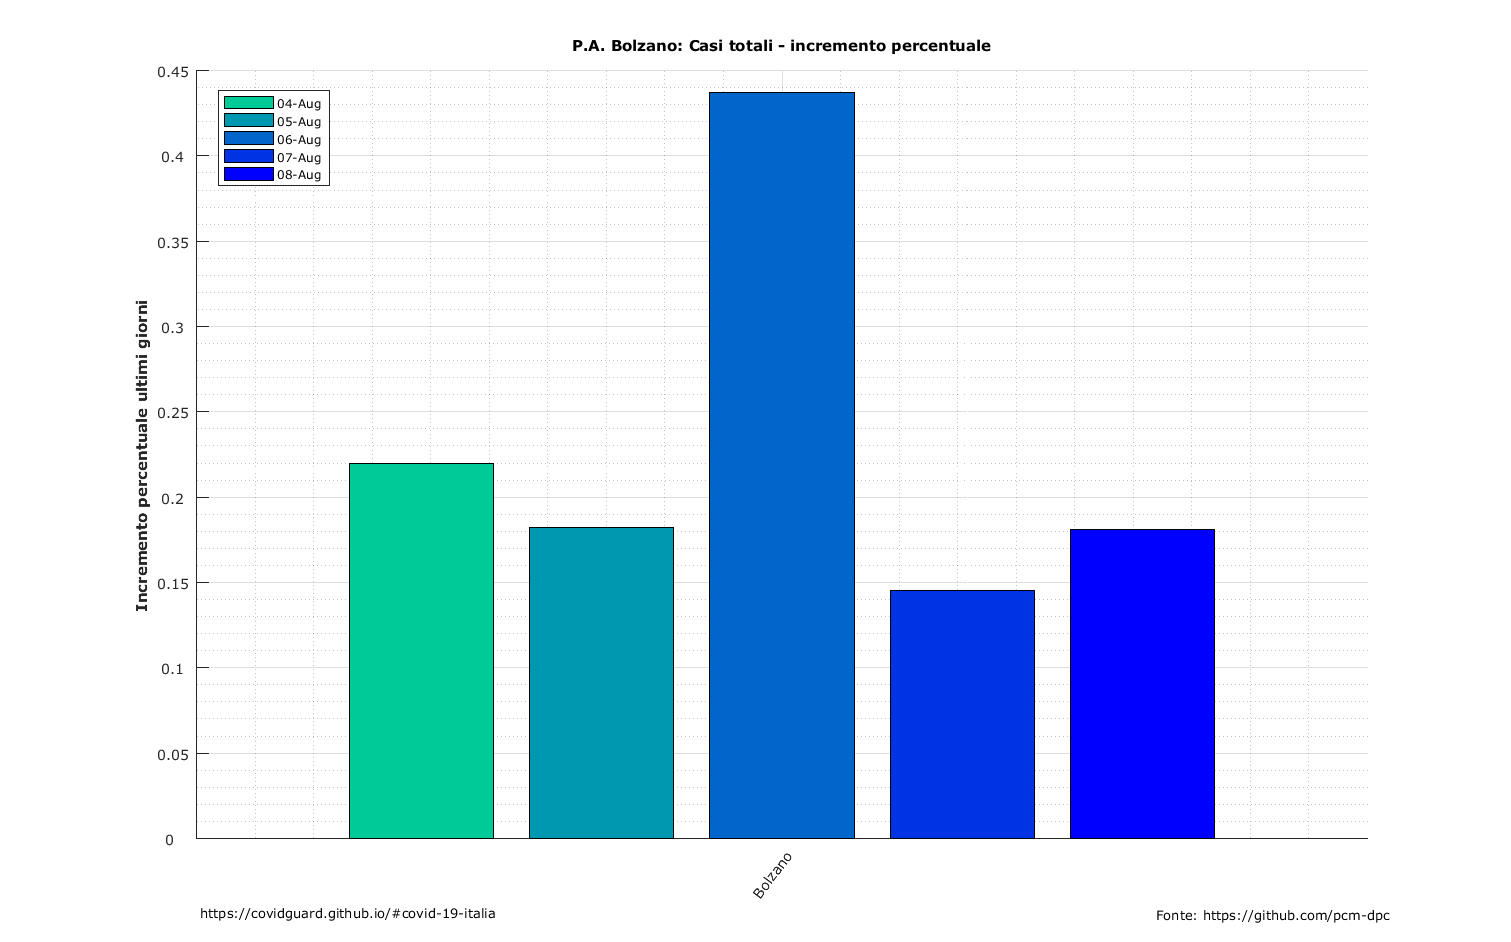 P.A. Bolzano: Casi totali - incremento percentuale
0.45
0.4
0.35
0.3
0.25
0.2
0.15
0.1
0.05
0
Incremento percentuale ultimi giorni
04-Aug
05-Aug
06-Aug
07-Aug
08-Aug
Bolzano
https://covidguard.github.io/#covid-19-italia
Fonte: https://github.com/pcm-dpc